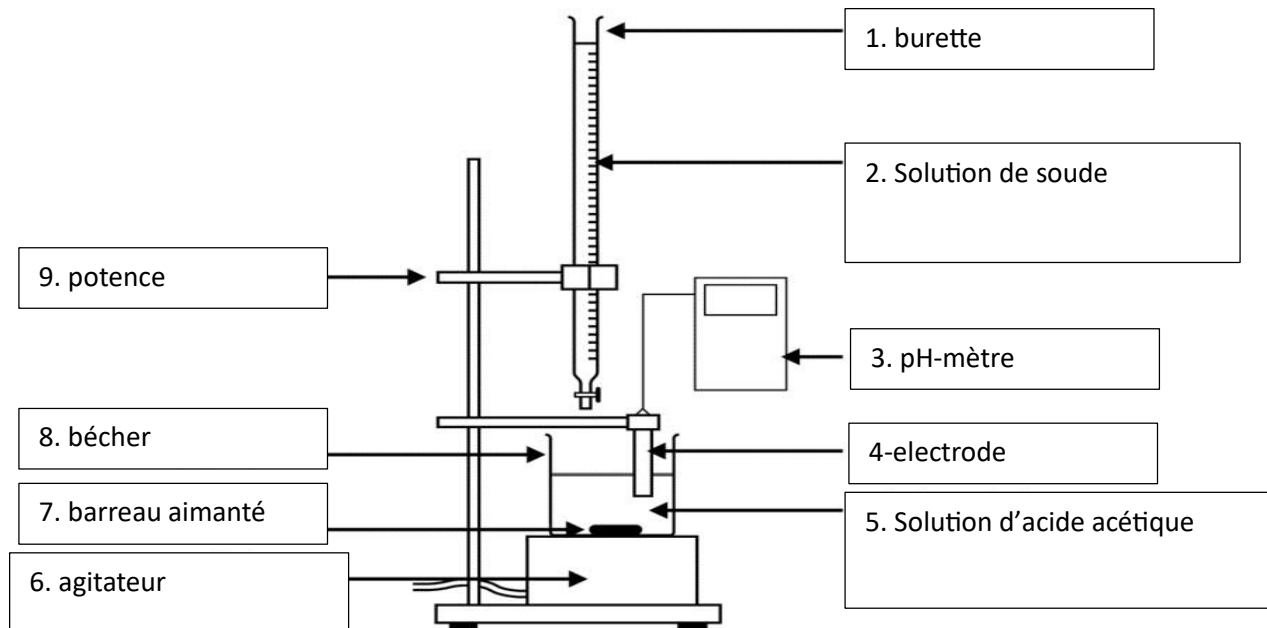 1. burette
2. Solution de soude
9. potence
3. pH-mètre
8. bécher
4-electrode
7. barreau aimanté
5. Solution d’acide acétique
6. agitateur